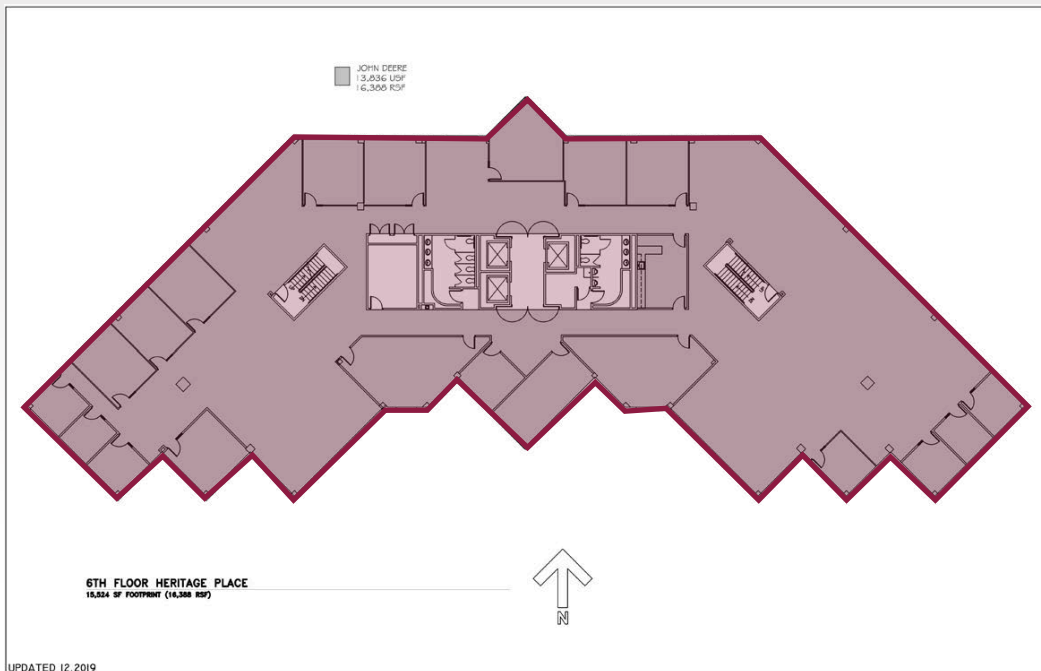 JOHN DEERE
13,836 USF
16,388 RSF
6TH FLOOR HERITAGE PLACE
15,524 SF FOOTPRINT (16,388 RSF)
N
UPDATED 12.2019